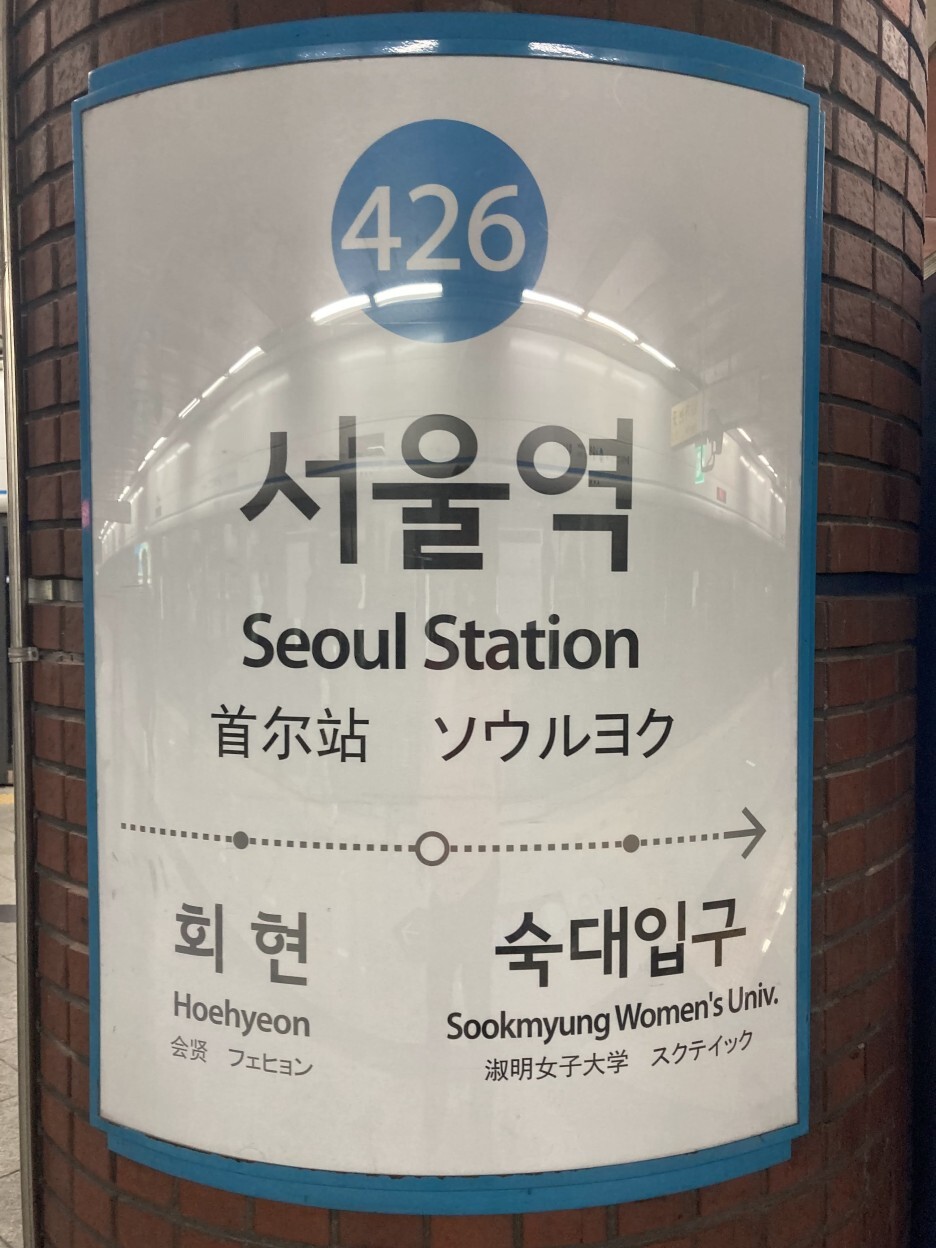 426
서울역
Seoul Station
首尔站 ソウルヨク
회현 숙대입구
Hoehyeon Sookmyung Women's Univ.
会贤 フェヒョン 淑明女子大学 スクテイック